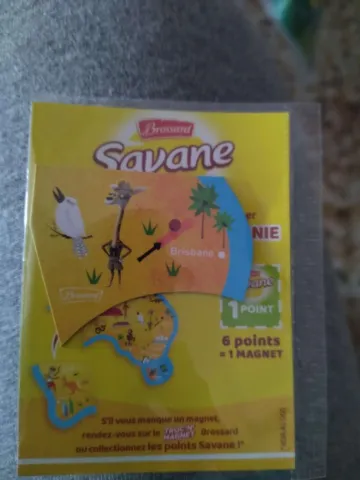 Brossard
Savane
er
NIE
Brisbane
Brossard
1 POINT
6 points
= 1 MAGNET
S'il vous manque un magnet,
rendez-vous sur le Brossard
ou collectionnez les points Savane !*